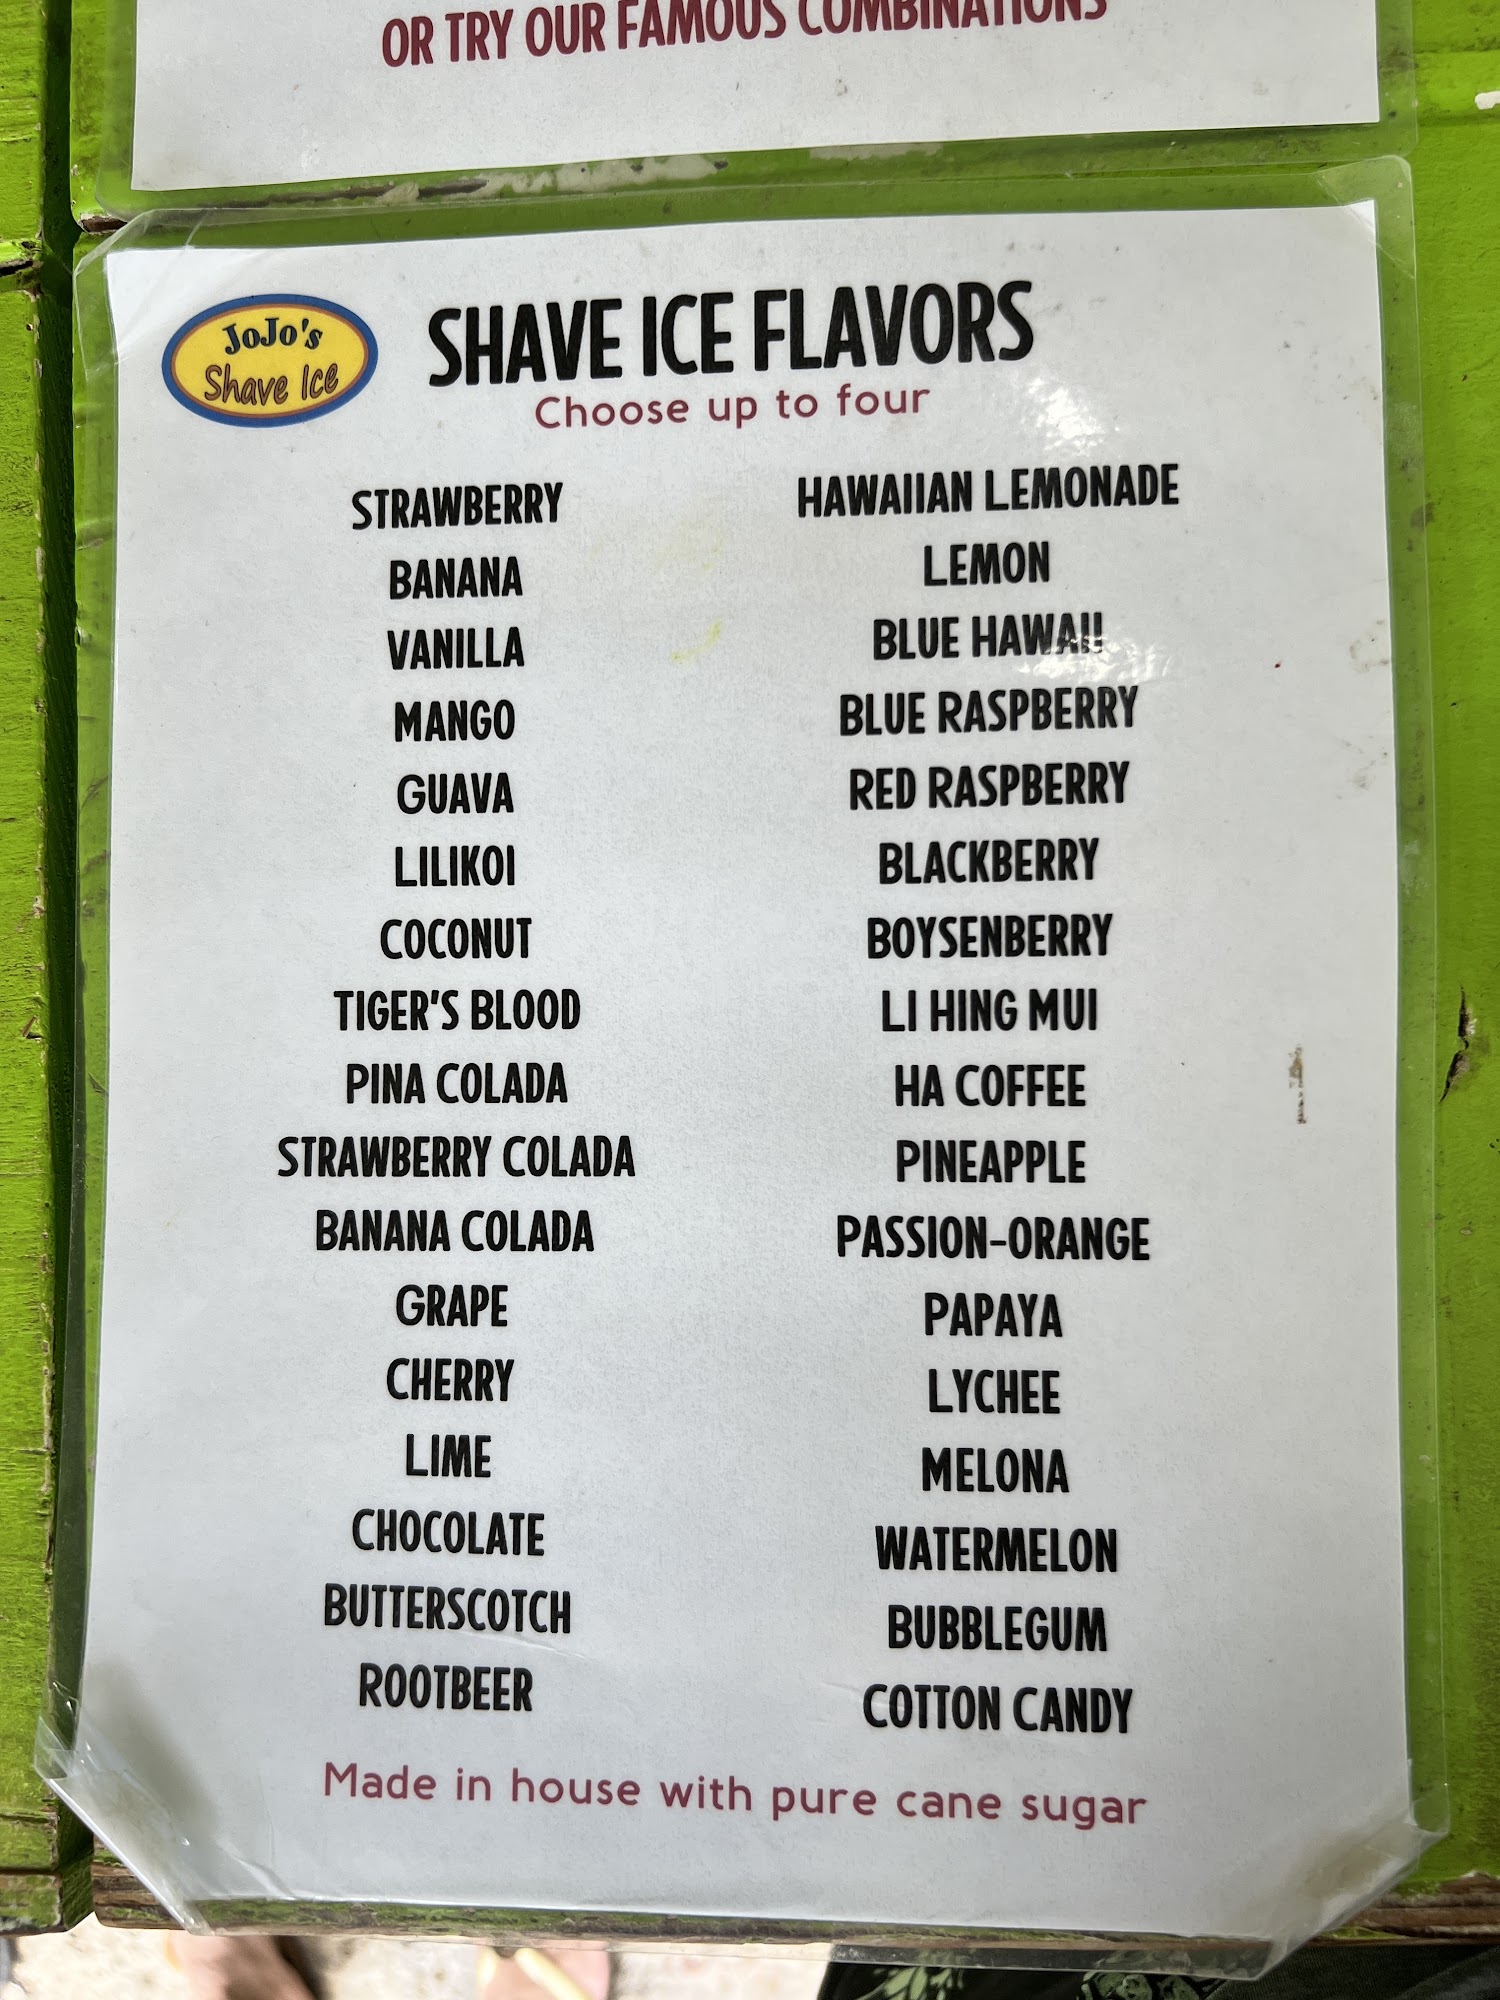 OR TRY OUR FAMOUS COMBINATIONS
JoJo's
Shave Ice
SHAVE ICE FLAVORS
Choose up to four
STRAWBERRY
BANANA
VANILLA
MANGO
GUAVA
LILIKOI
COCONUT
TIGER'S BLOOD
PINA COLADA
STRAWBERRY COLADA
BANANA COLADA
GRAPE
CHERRY
LIME
CHOCOLATE
BUTTERSCOTCH
ROOTBEER
HAWAIIAN LEMONADE
LEMON
BLUE HAWAII
BLUE RASPBERRY
RED RASPBERRY
BLACKBERRY
BOYSENBERRY
LI HING MUI
HA COFFEE
PINEAPPLE
PASSION-ORANGE
PAPAYA
LYCHEE
MELONA
WATERMELON
BUBBLEGUM
COTTON CANDY
Made in house with pure cane sugar